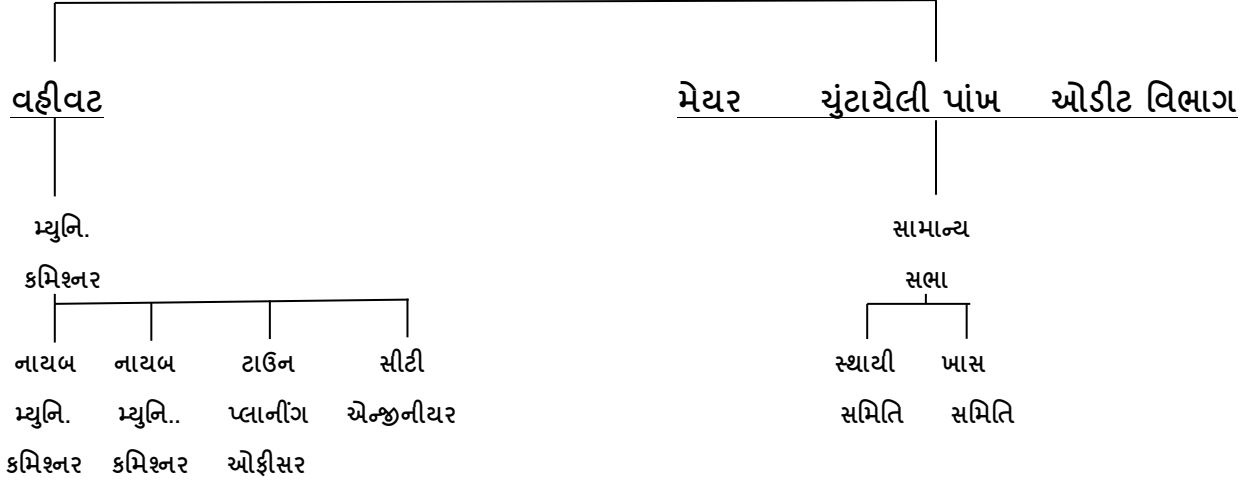 વહીવટ મેયર ચુંટાયેલી પાંખ ઓડીટ વિભાગ
મ્યુનિ. સામાન્ય
કમિશ્નર સભા
નાયબ નાયબ ટાઉન સીટી સ્થાયી ખાસ
મ્યુનિ. મ્યુનિ.. પ્લાનીંગ એન્જીનીયર સમિતિ સમિતિ
કમિશ્નર કમિશ્નર ઓફીસર